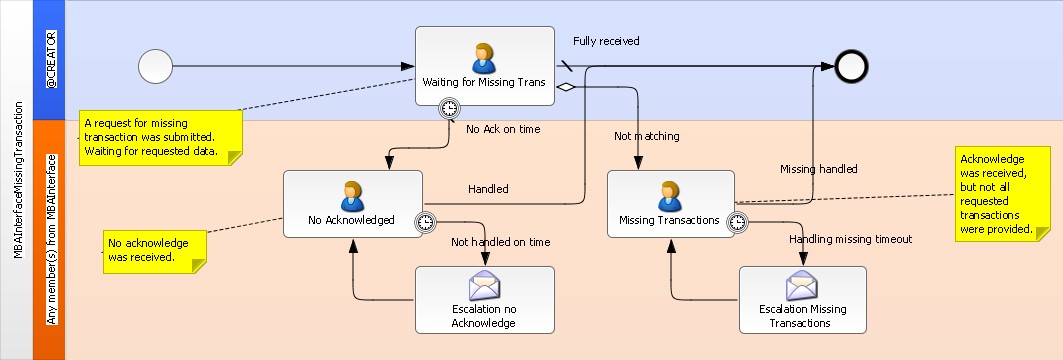 MBAInterfaceMissingTransaction
@CREATOR
Any member(s) from MBAInterface
Fully received
Waiting for Missing Trans
No Ack on time
Not matching
A request for missing
transaction was submitted.
Waiting for requested data.
Missing handled
Acknowledge
was received,
but not all
requested
transactions
were provided.
Handled
No Acknowledged
Missing Transactions
No acknowledge
was received.
Not handled on time
Handling missing timeout
Escalation no
Acknowledge
Escalation Missing
Transactions